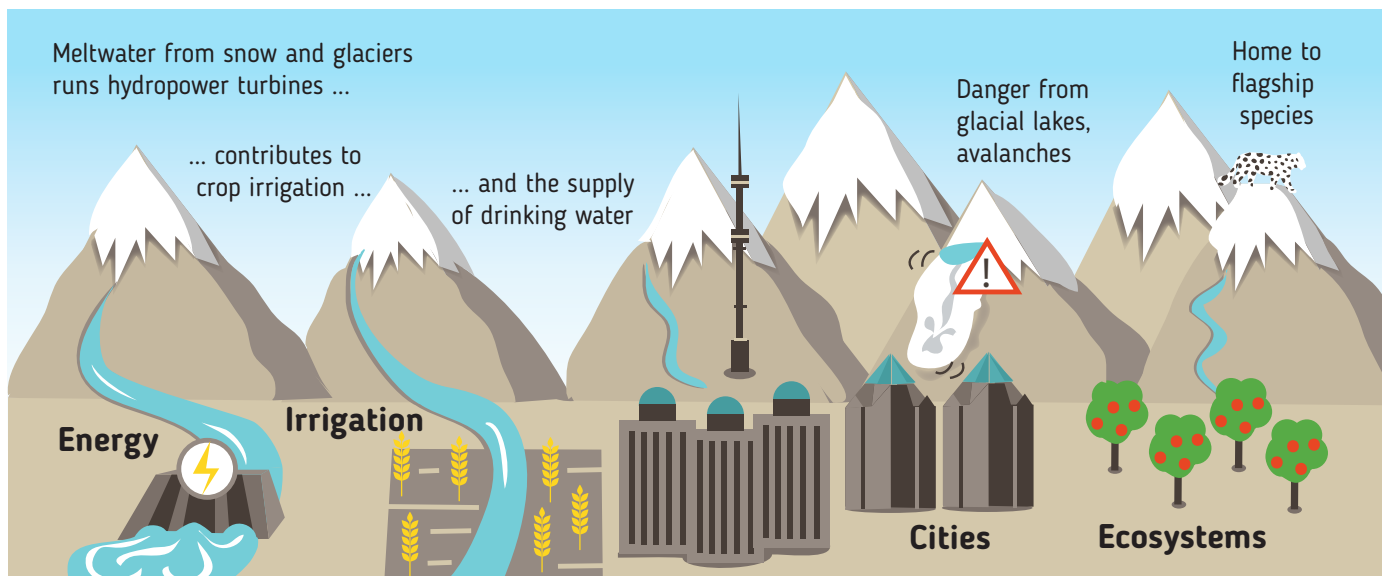 Meltwater from snow and glaciers
runs hydropower turbines ...
... contributes to
crop irrigation ...
... and the supply
of drinking water
Danger from
glacial lakes,
avalanches
Home to
flagship
species
!
Energy
Irrigation
Cities
Ecosystems